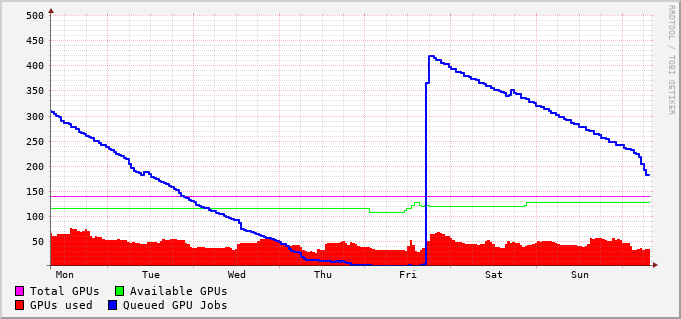 500
450
400
350
300
250
200
150
100
50
Mon Tue Wed Thu Fri Sat Sun
Total GPUs Available GPUs
GPUs used Queued GPU Jobs
RRDTOOL / TOBI OETIKER